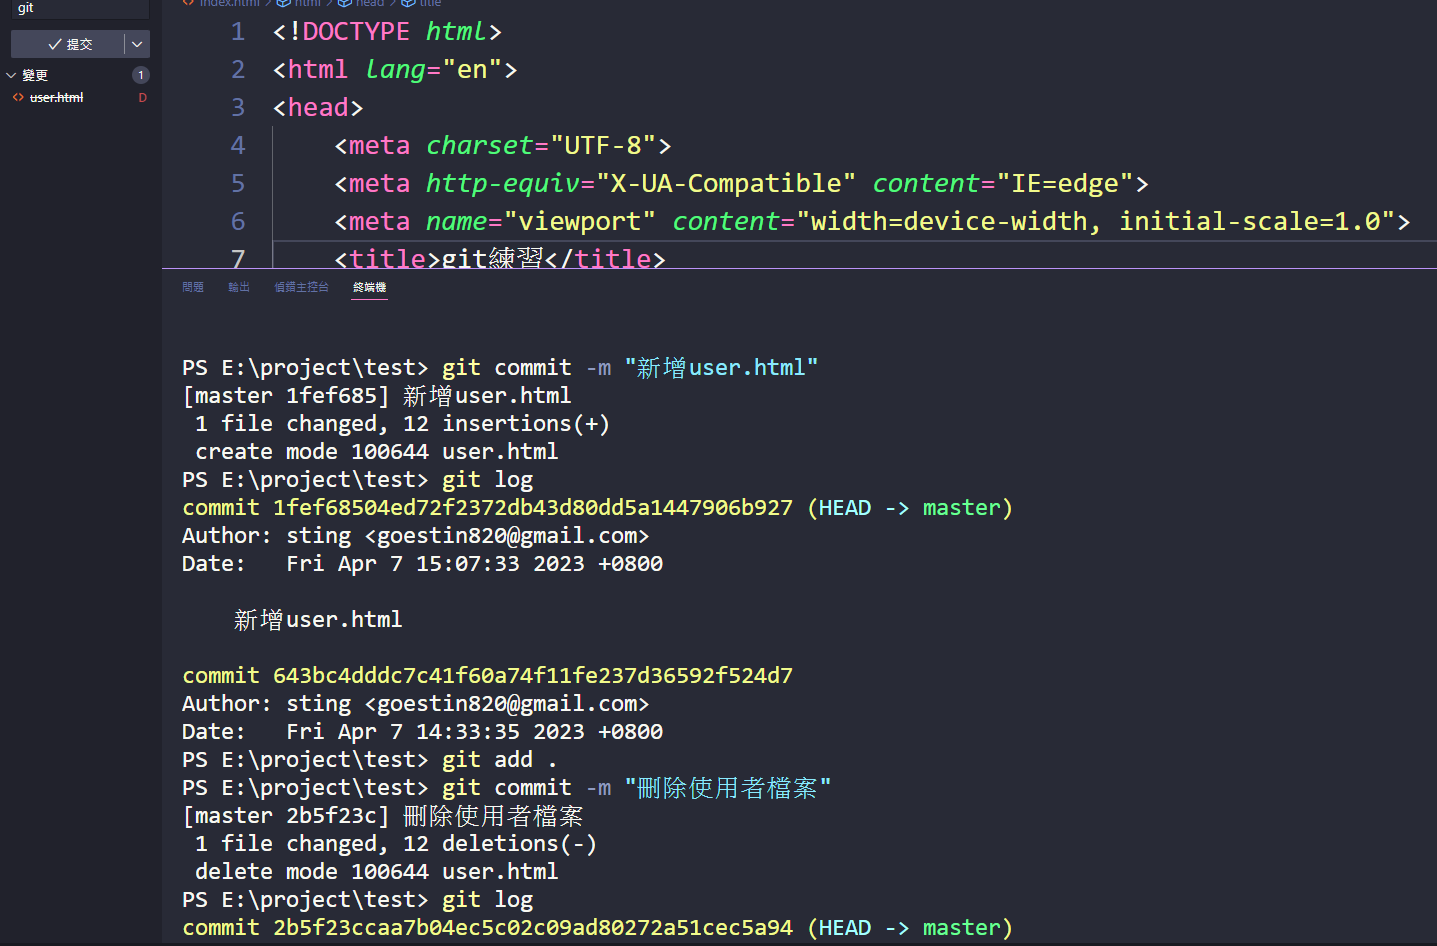 git
提交
變更 1
user.html D
index.html > html > head > title
1 <!DOCTYPE html>
2 <html lang="en">
3 <head>
4 <meta charset="UTF-8">
5 <meta http-equiv="X-UA-Compatible" content="IE=edge">
6 <meta name="viewport" content="width=device-width, initial-scale=1.0">
7 <title>git練習</title>
問題 輸出 偵錯主控台 終端機
PS E:\project\test> git commit -m "新增user.html"
[master 1fef685] 新增user.html
1 file changed, 12 insertions(+)
create mode 100644 user.html
PS E:\project\test> git log
commit 1fef68504ed72f2372db43d80dd5a1447906b927 (HEAD -> master)
Author: sting <goestin820@gmail.com>
Date:   Fri Apr 7 15:07:33 2023 +0800
新增user.html
commit 643bc4dddc7c41f60a74f11fe237d36592f524d7
Author: sting <goestin820@gmail.com>
Date:   Fri Apr 7 14:33:35 2023 +0800
PS E:\project\test> git add .
PS E:\project\test> git commit -m "刪除使用者檔案"
[master 2b5f23c] 刪除使用者檔案
1 file changed, 12 deletions(-)
delete mode 100644 user.html
PS E:\project\test> git log
commit 2b5f23ccaa7b04ec5c02c09ad80272a51cec5a94 (HEAD -> master)